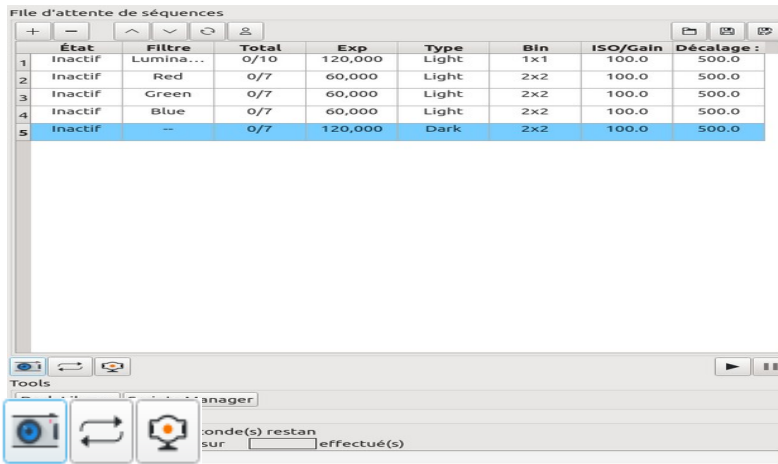 FIle d'attente de séquences
État Filtre Total Exp Type Bin ISO/Gain Décalage :
1 Inactif Lumina... 0/10 120,000 Light 1x1 100.0 500.0
2 Inactif Red 0/7 60,000 Light 2x2 100.0 500.0
3 Inactif Green 0/7 60,000 Light 2x2 100.0 500.0
4 Inactif Blue 0/7 60,000 Light 2x2 100.0 500.0
5 Inactif -- 0/7 120,000 Dark 2x2 100.0 500.0
Tools
anager
onde(s) restan
sur effectué(s)